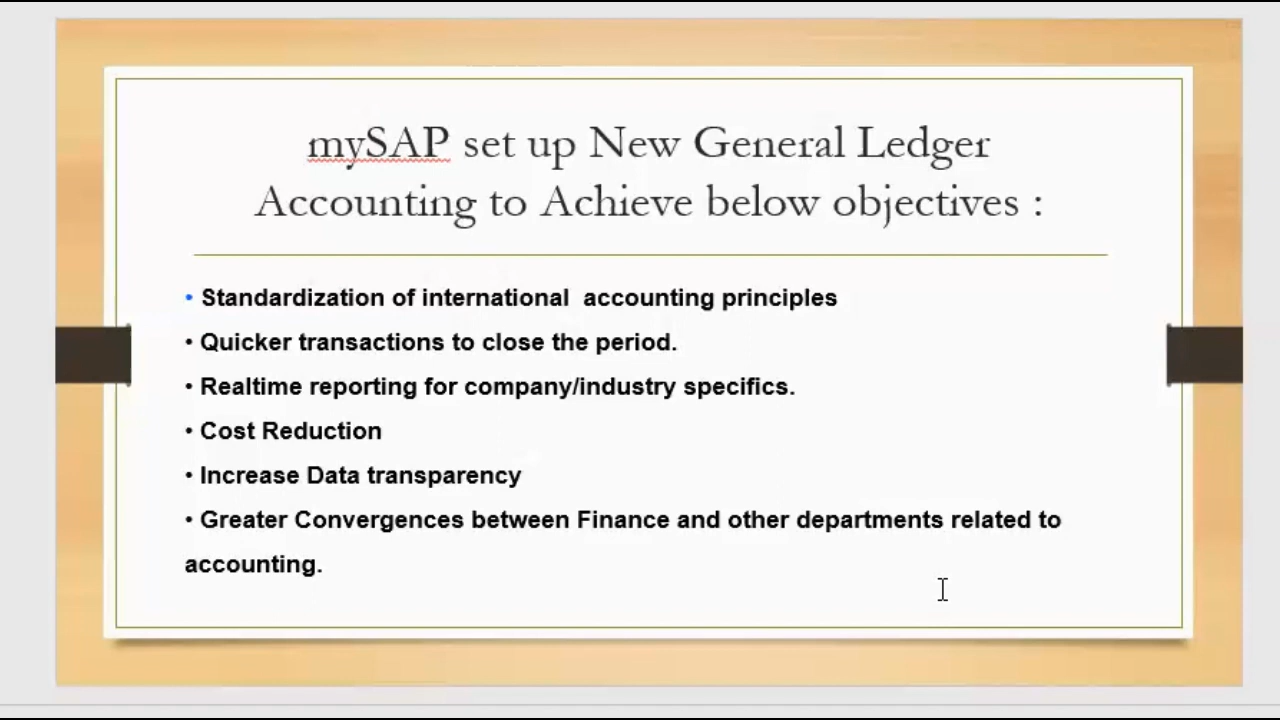 mySAP set up New General Ledger
Accounting to Achieve below objectives :
• Standardization of international  accounting principles
• Quicker transactions to close the period.
• Realtime reporting for company/industry specifics.
• Cost Reduction
• Increase Data transparency
• Greater Convergences between Finance and other departments related to
accounting.